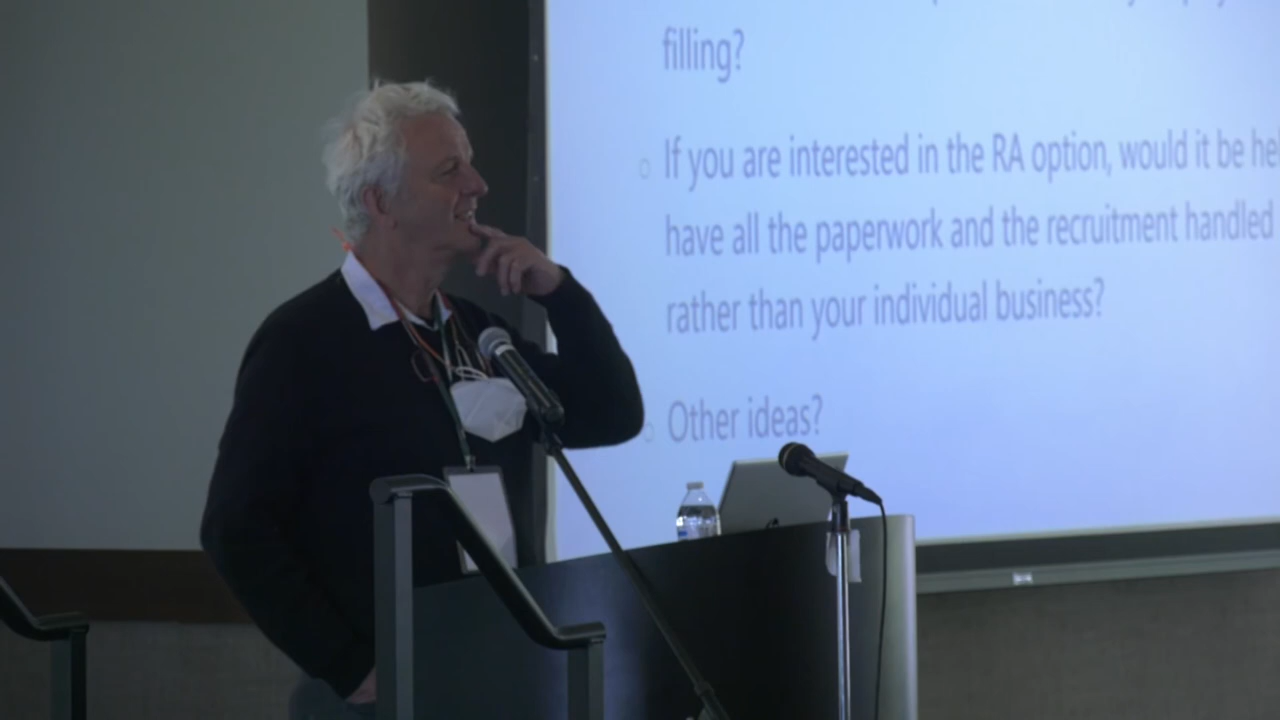 filling?
If you are interested in the RA option, would it be
have all the paperwork and the recruitment handled
rather than your individual business?
Other ideas?